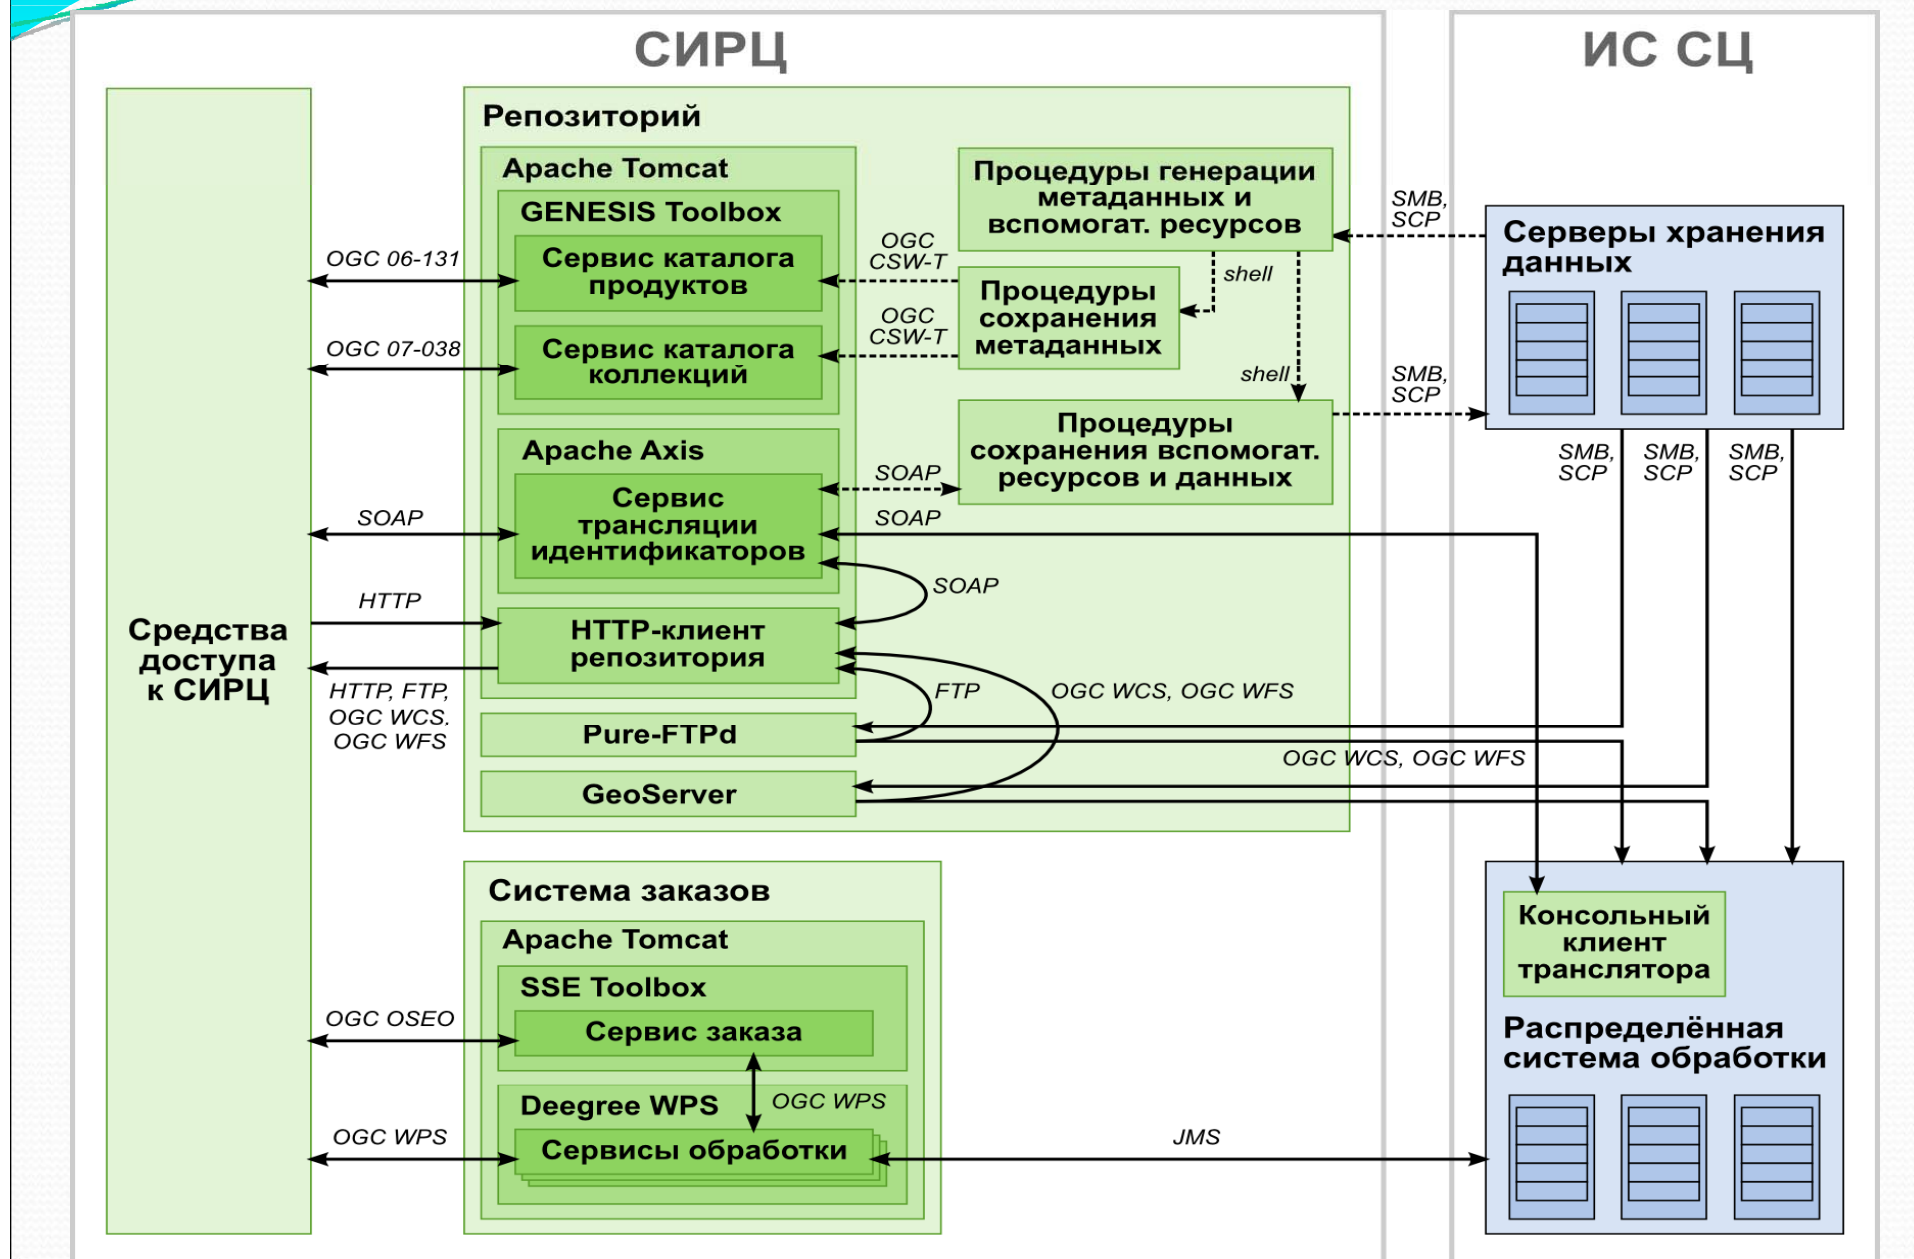 СИРЦ
ИС СЦ
Репозиторий
Apache Tomcat
GENESIS Toolbox
Сервис каталога
продуктов
Сервис каталога
коллекций
Apache Axis
Сервис
трансляции
идентификаторов
HTTP-клиент
репозитория
Pure-FTPd
GeoServer
Процедуры генерации
метаданных и
вспомогат. ресурсов
Процедуры
сохранения
метаданных
Процедуры
сохранения вспомогат.
ресурсов и данных
OGC
CSW-T
OGC
CSW-T
shell
shell
SMB,
SCP
SMB,
SCP
SOAP
SOAP
SOAP
FTP
OGC WCS, OGC WFS
OGC WCS, OGC WFS
Серверы хранения
данных
SMB,
SCP
SMB,
SCP
SMB,
SCP
OGC 06-131
OGC 07-038
SOAP
HTTP
HTTP, FTP,
OGC WCS.
OGC WFS
Средства
доступа
к СИРЦ
Система заказов
Apache Tomcat
SSE Toolbox
Сервис заказа
OGC WPS
Deegree WPS
Сервисы обработки
OGC OSEO
OGC WPS
JMS
Консольный
клиент
транслятора
Распределённая
система обработки